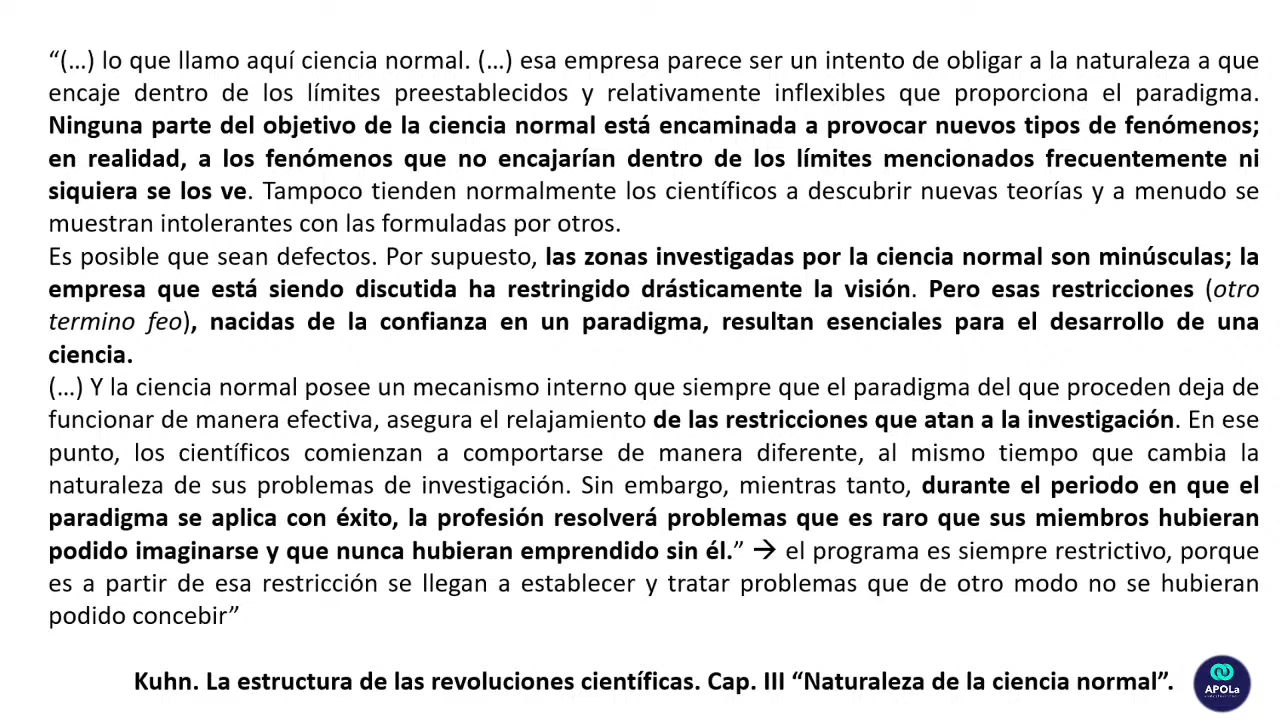 “(…) lo que llamo aquí ciencia normal. (…) esa empresa parece ser un intento de obligar a la naturaleza a que
encaje dentro de los límites preestablecidos y relativamente inflexibles que proporciona el paradigma.
Ninguna parte del objetivo de la ciencia normal está encaminada a provocar nuevos tipos de fenómenos;
en realidad, a los fenómenos que no encajarían dentro de los límites mencionados frecuentemente ni
siquiera se los ve. Tampoco tienden normalmente los científicos a descubrir nuevas teorías y a menudo se
muestran intolerantes con las formuladas por otros.
Es posible que sean defectos. Por supuesto, las zonas investigadas por la ciencia normal son minúsculas; la
empresa que está siendo discutida ha restringido drásticamente la visión. Pero esas restricciones (otro
termino feo), nacidas de la confianza en un paradigma, resultan esenciales para el desarrollo de una
ciencia.
(…) Y la ciencia normal posee un mecanismo interno que siempre que el paradigma del que proceden deja de
funcionar de manera efectiva, asegura el relajamiento de las restricciones que atan a la investigación. En ese
punto, los científicos comienzan a comportarse de manera diferente, al mismo tiempo que cambia la
naturaleza de sus problemas de investigación. Sin embargo, mientras tanto, durante el periodo en que el
paradigma se aplica con éxito, la profesión resolverá problemas que es raro que sus miembros hubieran
podido imaginarse y que nunca hubieran emprendido sin él.” → el programa es siempre restrictivo, porque
es a partir de esa restricción se llegan a establecer y tratar problemas que de otro modo no se hubieran
podido concebir”
Kuhn. La estructura de las revoluciones científicas. Cap. III “Naturaleza de la ciencia normal”.
APOLa